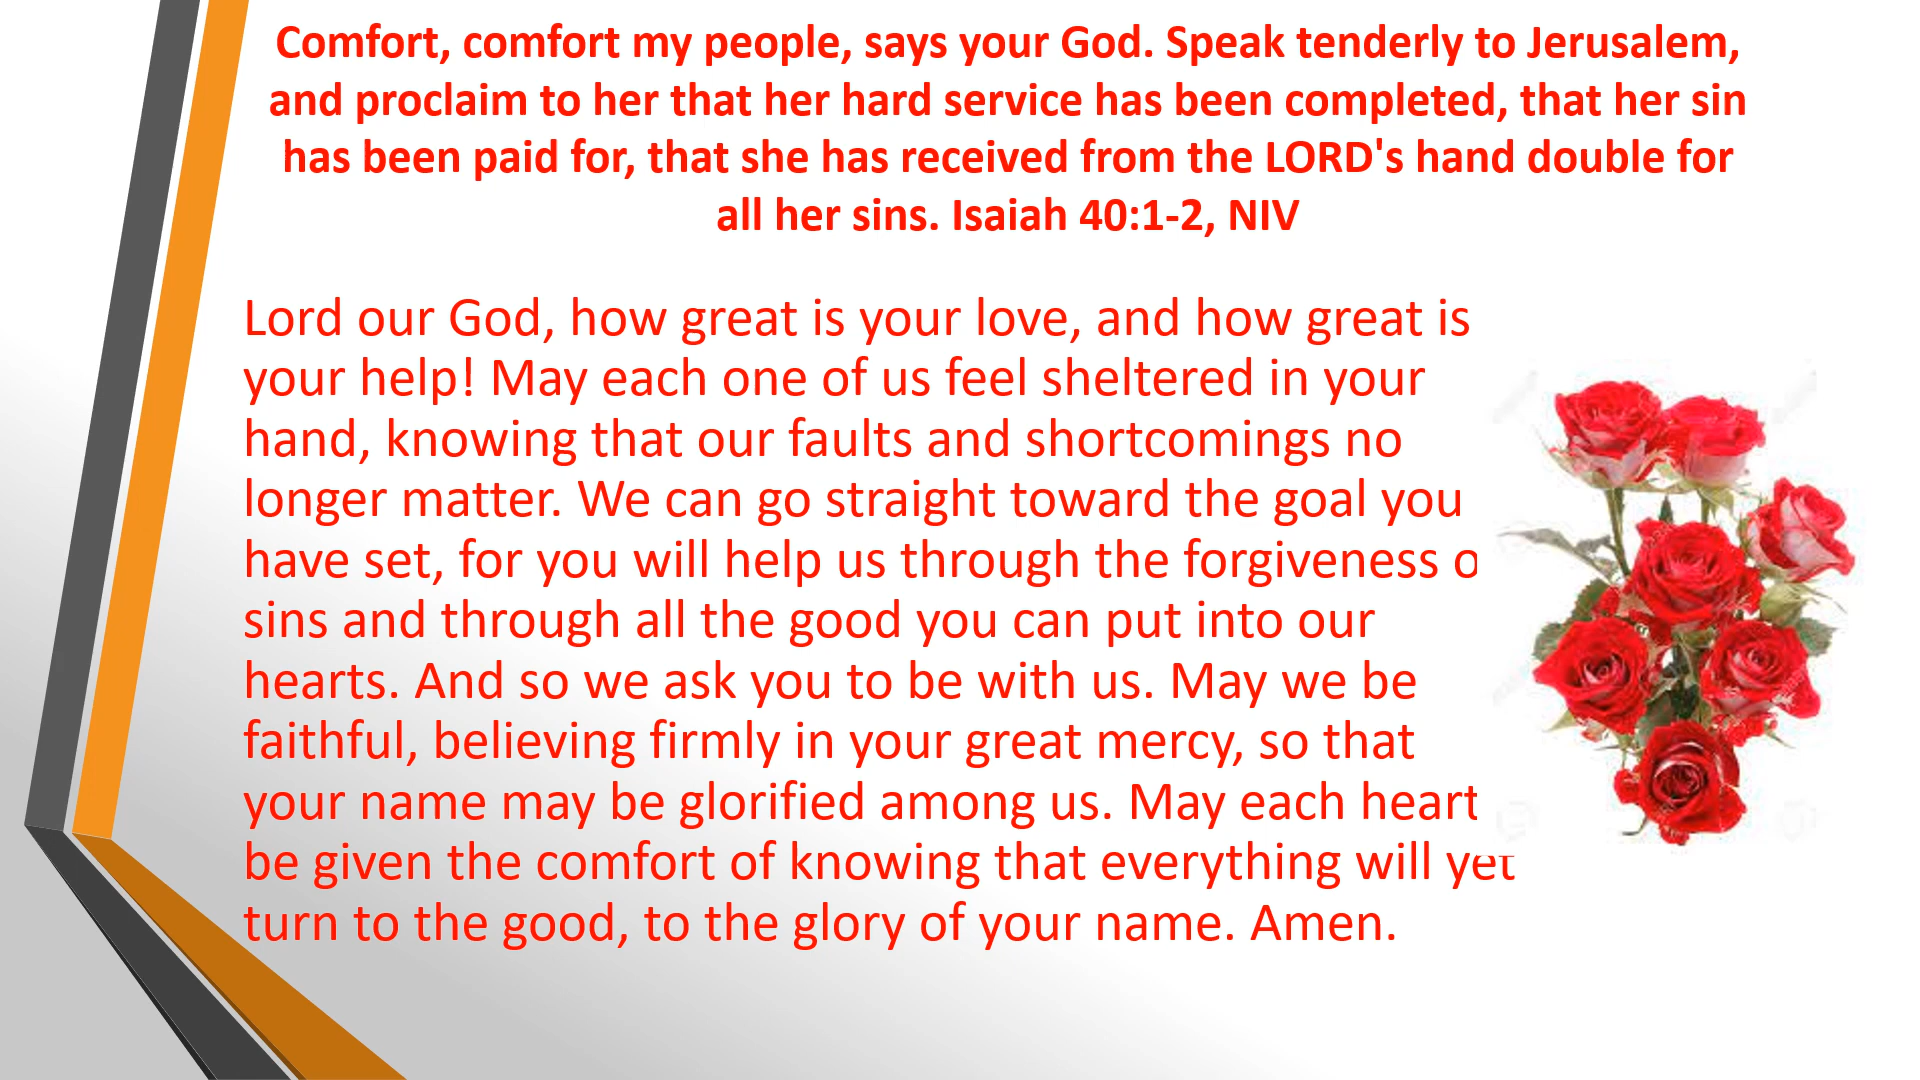 Comfort, comfort my people, says your God. Speak tenderly to Jerusalem,
and proclaim to her that her hard service has been completed, that her sin
has been paid for, that she has received from the LORD's hand double for
all her sins. Isaiah 40:1-2, NIV
Lord our God, how great is your love, and how great is
your help! May each one of us feel sheltered in your
hand, knowing that our faults and shortcomings no
longer matter. We can go straight toward the goal you
have set, for you will help us through the forgiveness o
sins and through all the good you can put into our
hearts. And so we ask you to be with us. May we be
faithful, believing firmly in your great mercy, so that
your name may be glorified among us. May each heart
be given the comfort of knowing that everything will yet
turn to the good, to the glory of your name. Amen.